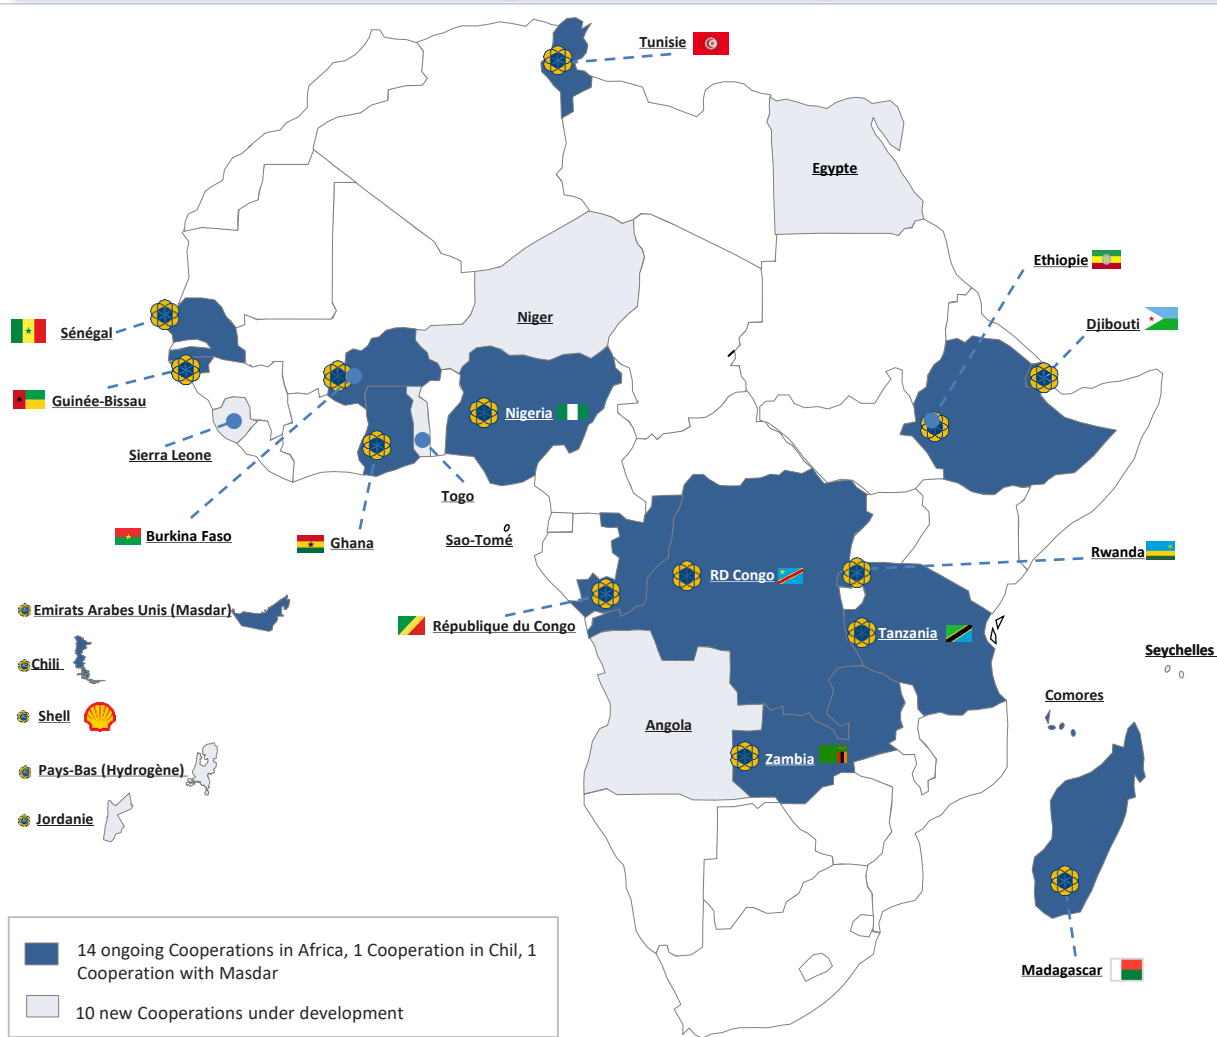 Tunisie
Egypte
Ethiopie
Niger
Djibouti
Sénégal
Guinée-Bissau
Nigeria
Sierra Leone
Togo
Burkina Faso
Ghana
Sao-Tomé
Rwanda
RD Congo
Emirats Arabes Unis (Masdar)
République du Congo
Tanzania
Seychelles
Chili
Comores
Shell
Angola
Zambia
Pays-Bas (Hydrogène)
Jordanie
Madagascar
14 ongoing Cooperations in Africa, 1 Cooperation in Chil, 1
Cooperation with Masdar
10 new Cooperations under development